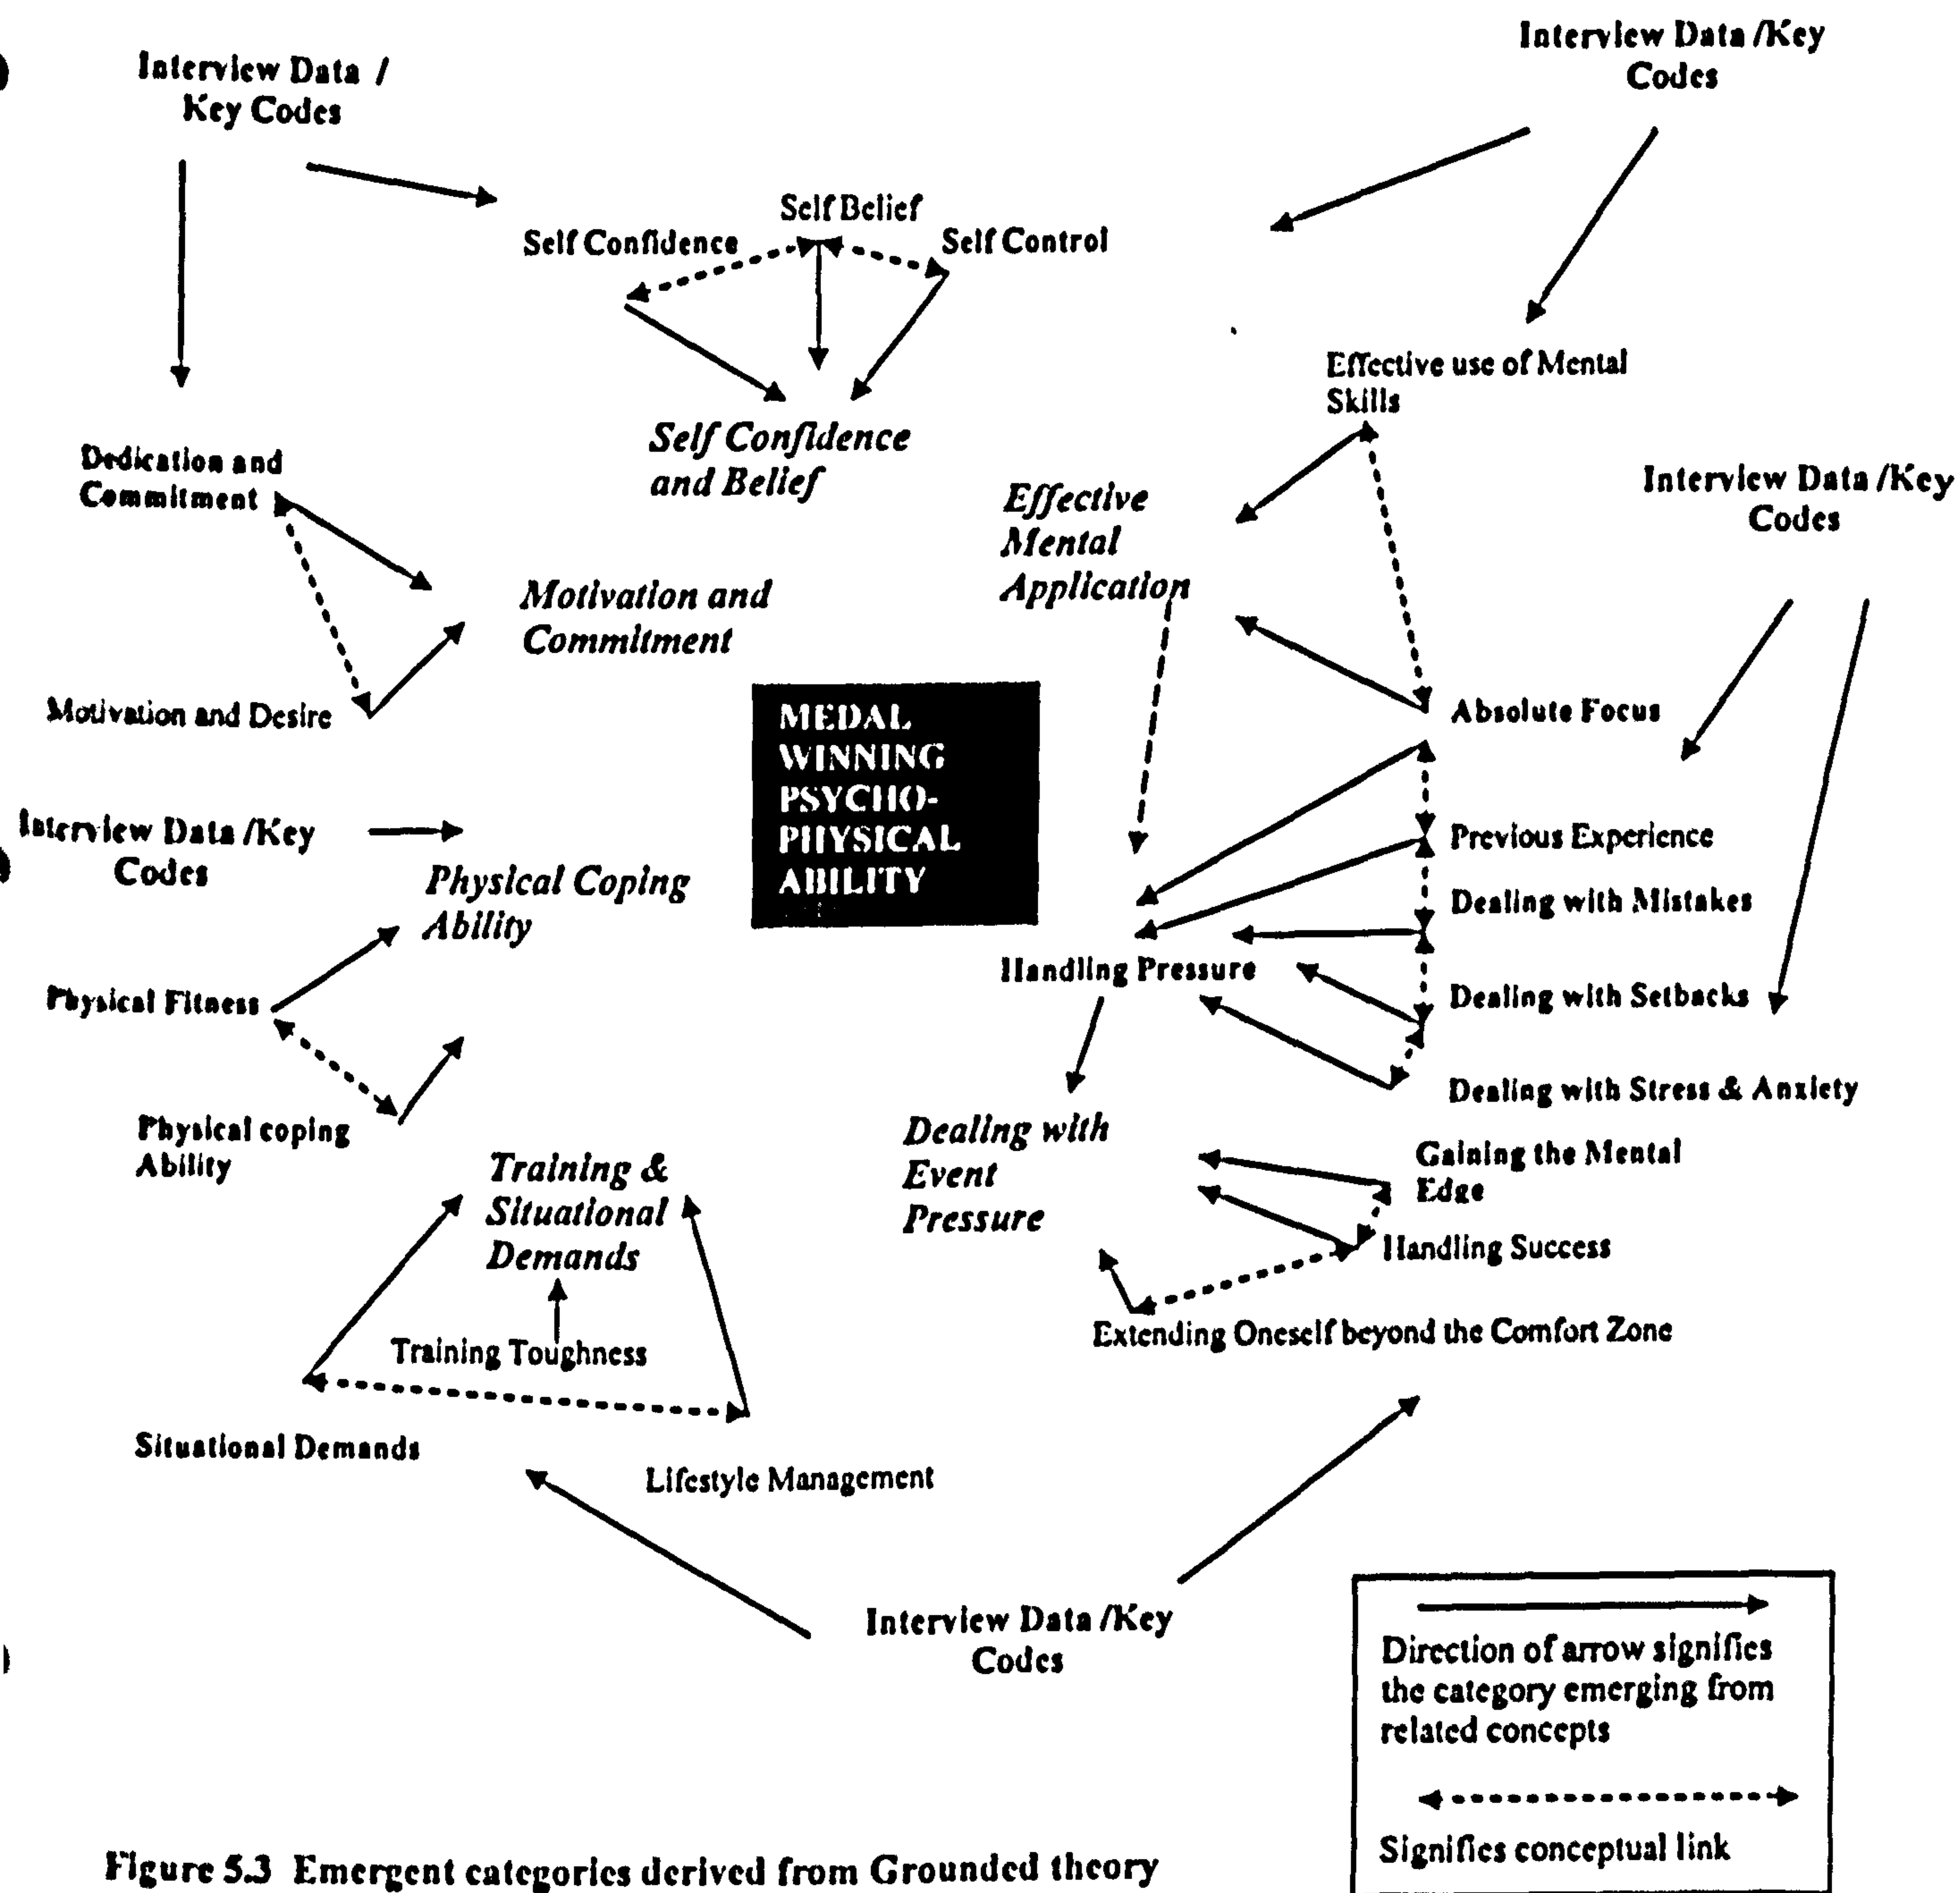 Interview Data /
Key Codes
Interview Data /Key
Codes
Self Belief
Self Confidence
Self Control
Effective use of Mental
Skills
Self Confidence
and Belief
Dedication and
Commitment
Interview Data /Key
Codes
Effective
Mental
Application
Motivation and
Commitment
Motivation and Desire
MEDAL
WINNING
PSYCHO-
PHYSICAL
ABILITY
Absolute Focus
Interview Data /Key
Codes
Previous Experience
Physical Coping
Ability
Dealing with Mistakes
Handling Pressure
Physical Fitness
Dealing with Setbacks
Dealing with Stress & Anxiety
Physical coping
Ability
Dealing with
Event
Pressure
Training &
Situational
Demands
Gaining the Mental
Edge
Handling Success
Extending Oneself beyond the Comfort Zone
Training Toughness
Situational Demands
Lifestyle Management
Interview Data /Key
Codes
Direction of arrow signifies
the category emerging from
related concepts
Signifies conceptual link
Figure 5.3 Emergent categories derived from Grounded theory